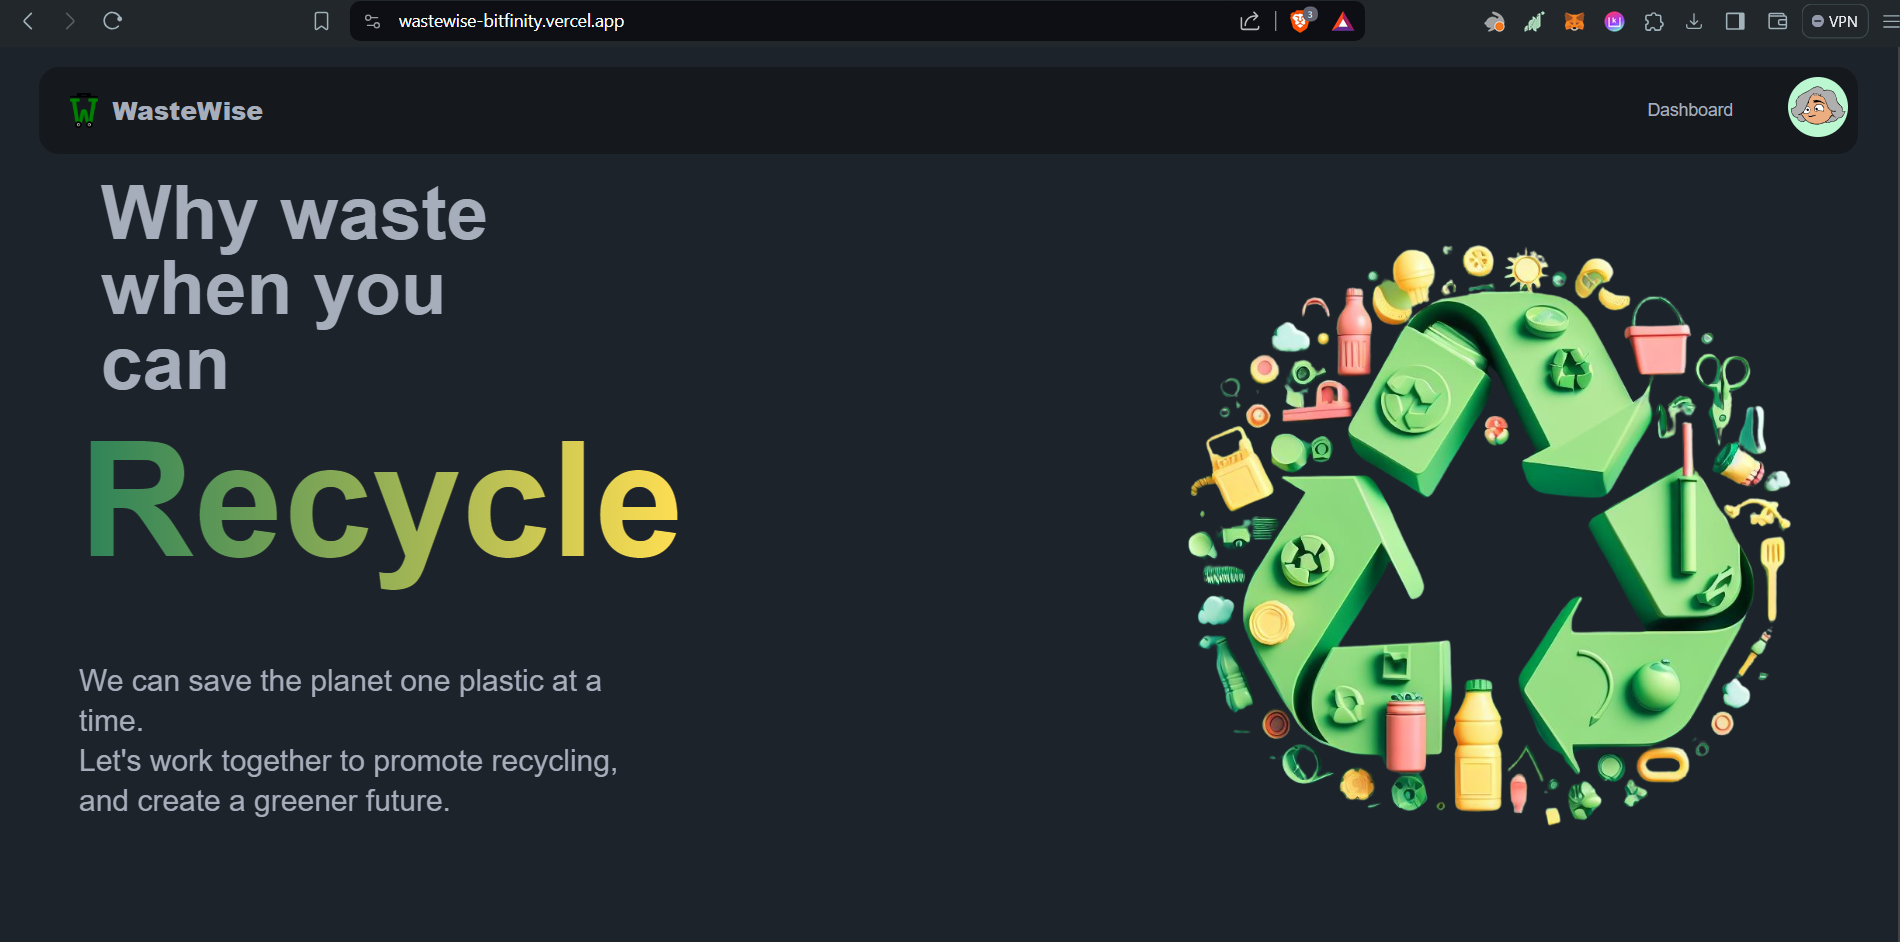 wastewise-bitfinity.vercel.app
3
VPN
WasteWise
Dashboard
Why waste
when you
can
Recycle
We can save the planet one plastic at a
time.
Let's work together to promote recycling,
and create a greener future.